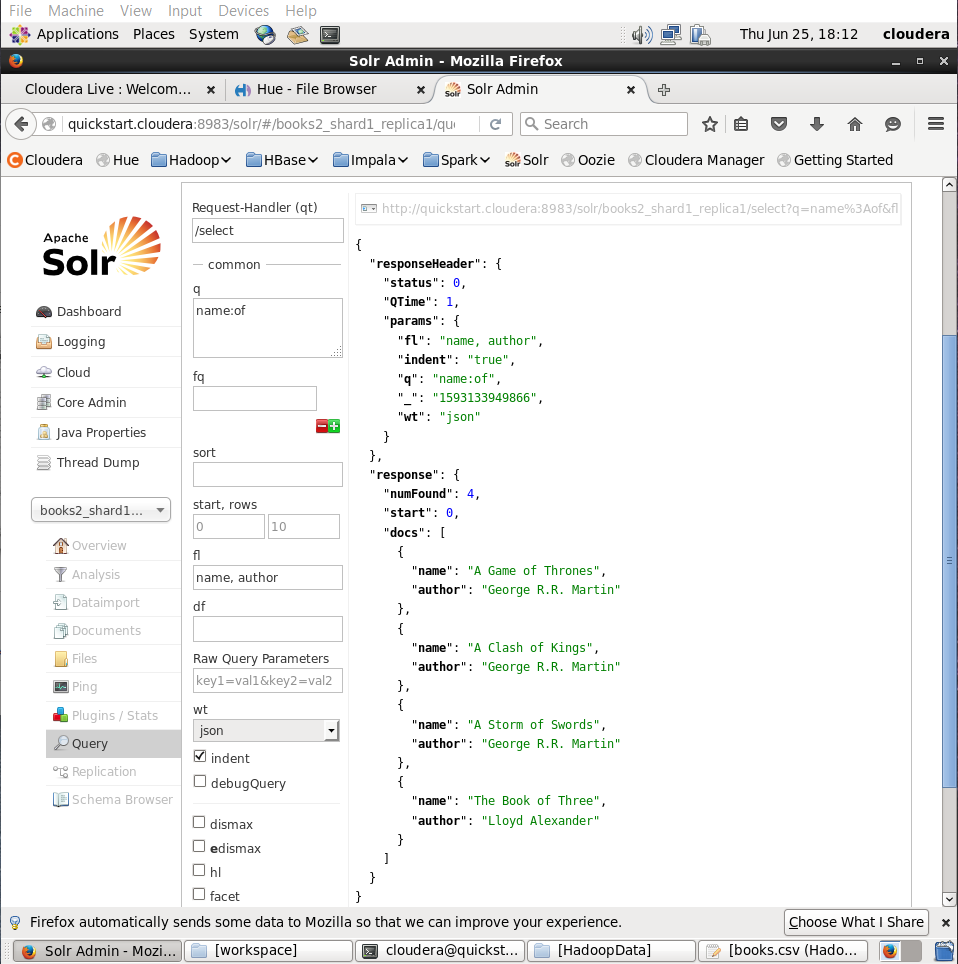 File Machine View Input Devices Help
Applications Places System Thu Jun 25, 18:12 cloudera
Solr Admin - Mozilla Firefox
Cloudera Live : Welcom... Hue - File Browser Solr Admin
quickstart.cloudera:8983/solr/#/books2_shard1_replica1/que Search
Cloudera Hue Hadoop HBase Impala Spark Solr Oozie Cloudera Manager Getting Started
Apache
Solr
Dashboard
Logging
Cloud
Core Admin
Java Properties
Thread Dump
books2_shard1...
Overview
Analysis
Dataimport
Documents
Files
Ping
Plugins / Stats
Query
Replication
Schema Browser
Request-Handler (qt)
/select
common
q
name:of
fq
sort
start, rows
0 10
fl
name, author
df
Raw Query Parameters
key1=val1&key2=val2
wt
json
indent
debugQuery
dismax
edismax
hl
facet
http://quickstart.cloudera:8983/solr/books2_shard1_replica1/select?q=name%3Aof&fl
{
"responseHeader": {
"status": 0,
"QTime": 1,
"params": {
"fl": "name, author",
"indent": "true",
"q": "name:of",
"_": "1593133949866",
"wt": "json"
}
},
"response": {
"numFound": 4,
"start": 0,
"docs": [
{
"name": "A Game of Thrones",
"author": "George R.R. Martin"
},
{
"name": "A Clash of Kings",
"author": "George R.R. Martin"
},
{
"name": "A Storm of Swords",
"author": "George R.R. Martin"
},
{
"name": "The Book of Three",
"author": "Lloyd Alexander"
}
]
}
}
Firefox automatically sends some data to Mozilla so that we can improve your experience. Choose What I Share
Solr Admin - Mozi... [workspace] cloudera@quickst... [HadoopData] [books.csv (Hado...